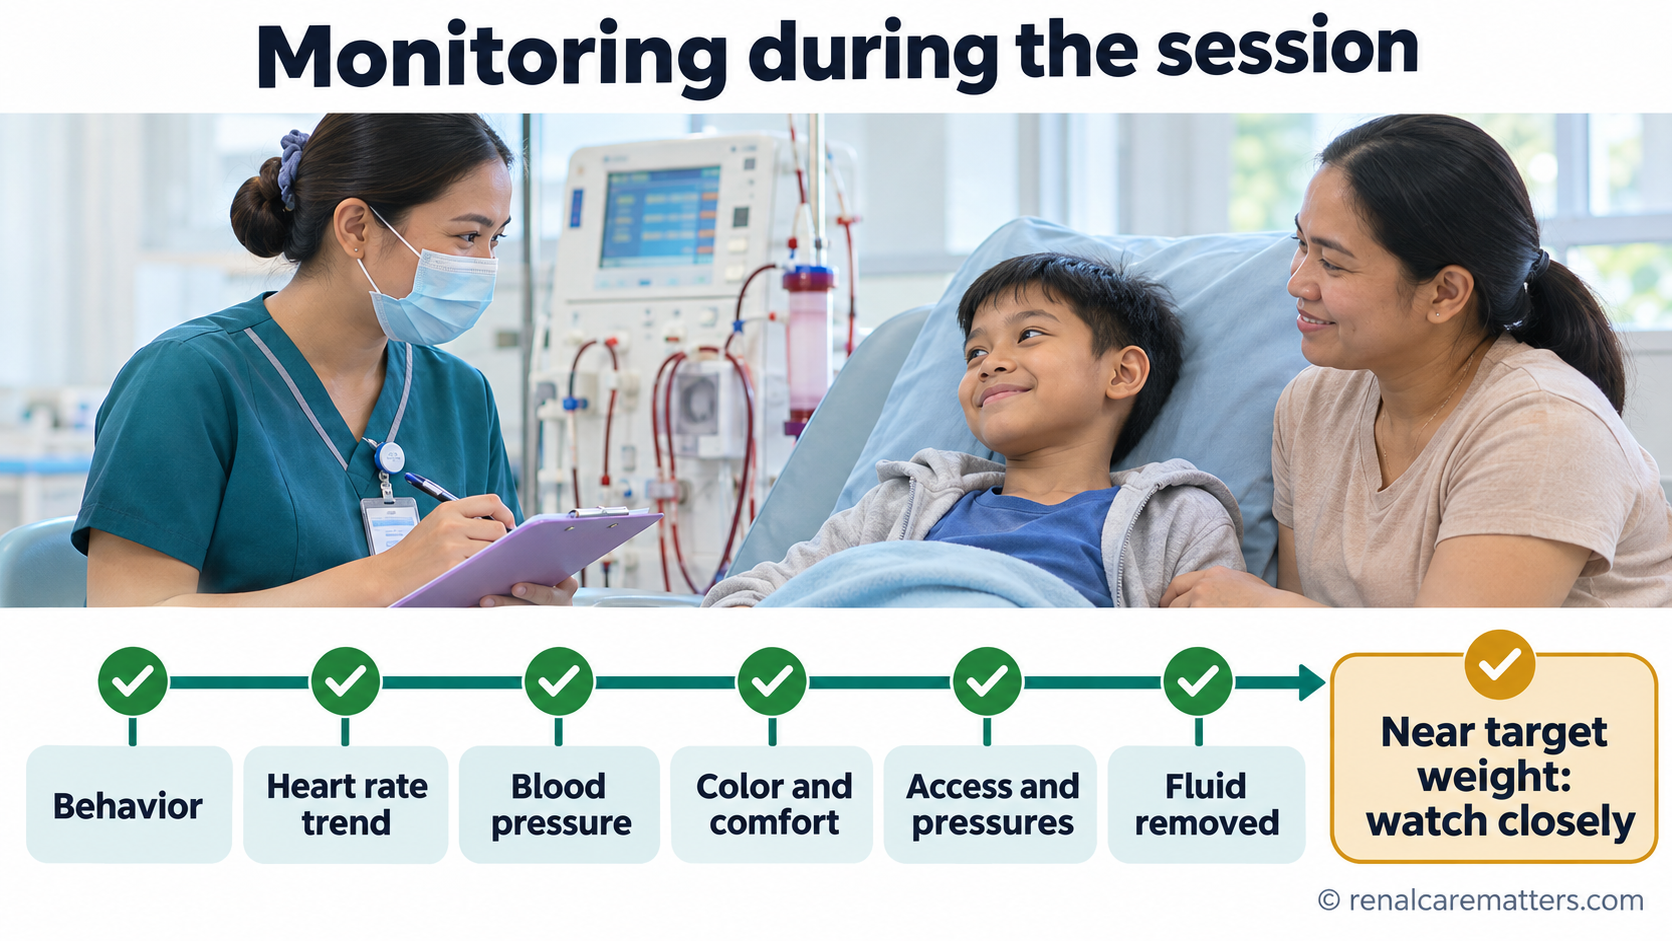 Monitoring during the session
Behavior
Heart rate
trend
Blood
pressure
Color and
comfort
Access and
pressures
Fluid
removed
Near target
weight:
watch closely
© renalcarematters.com